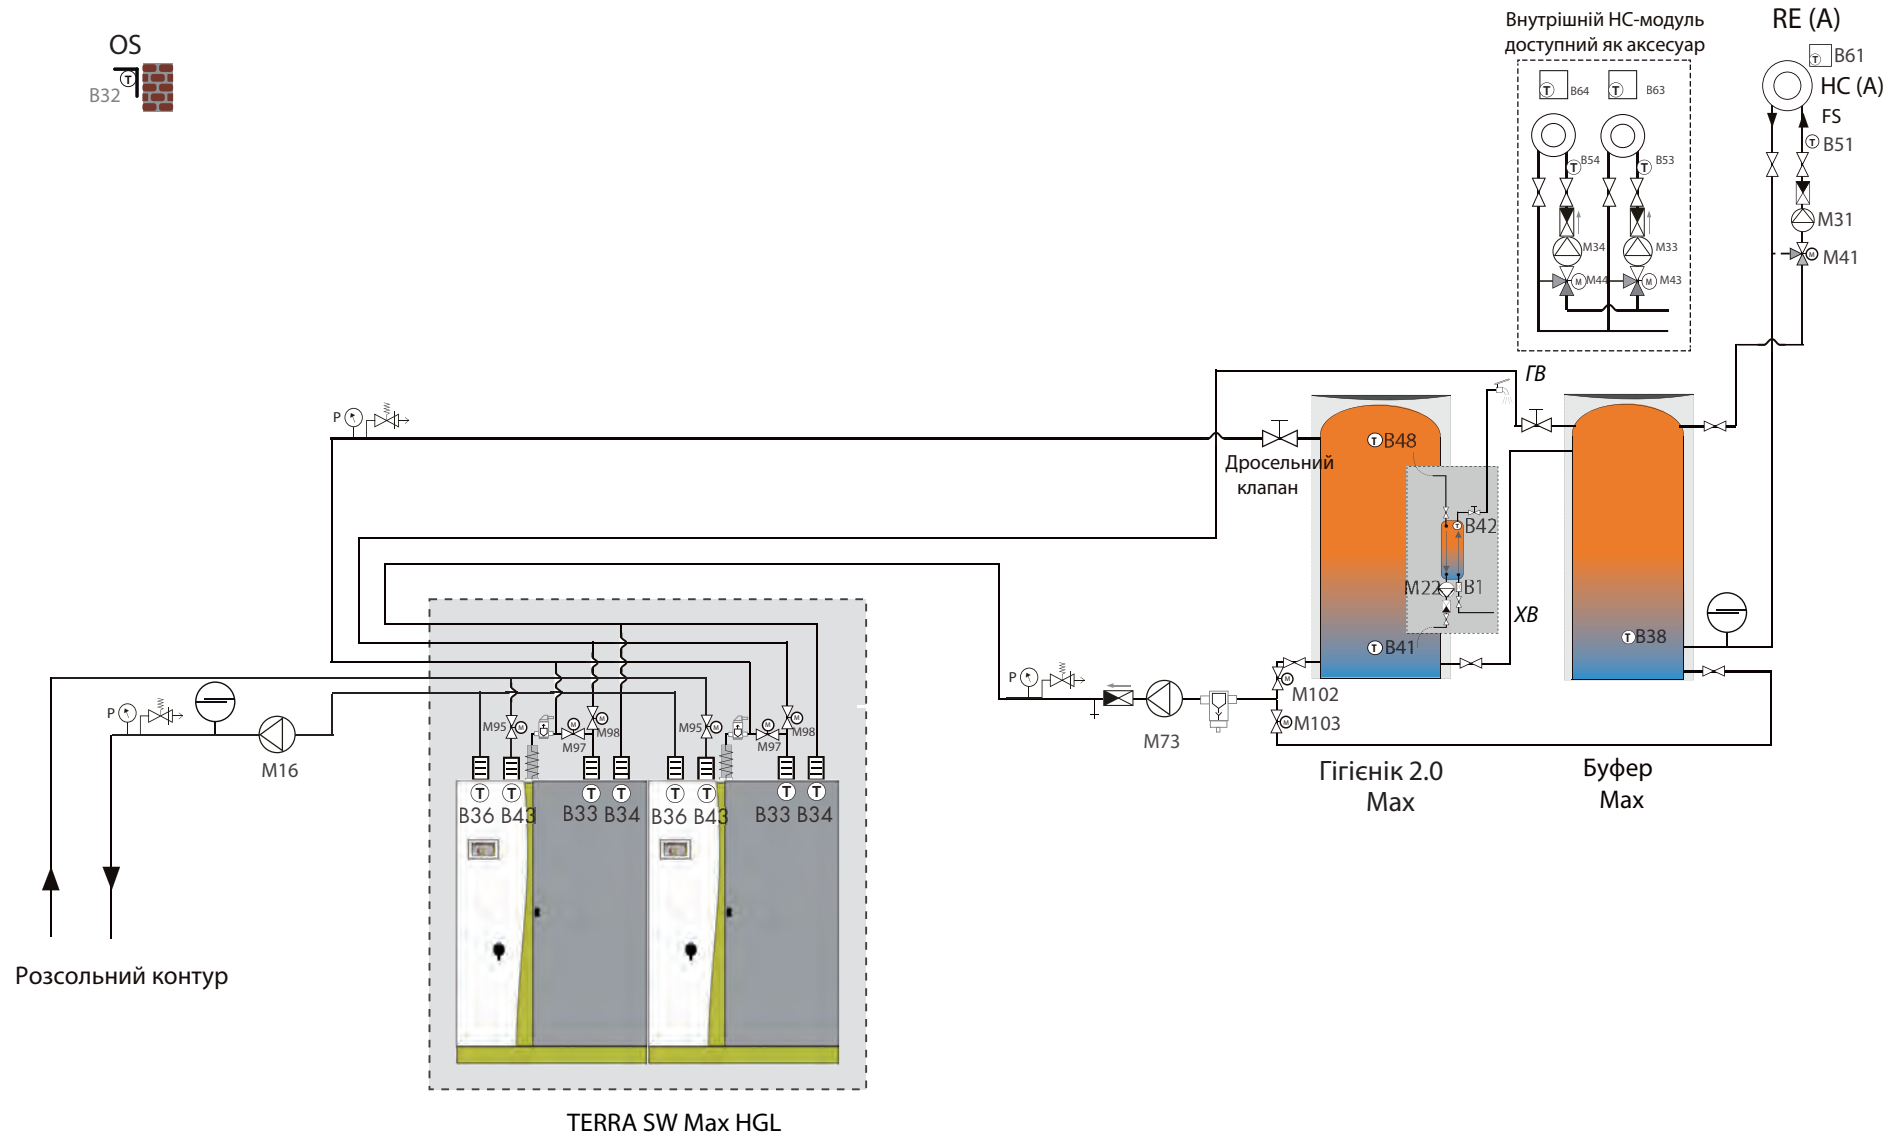 OS
B32
Внутрішній НС-модуль
доступний як аксесуар
B64
B63
B54
B53
M34
M33
M44
M43
RE (A)
B61
HC (A)
FS
B51
M31
M41
P
Дросельний
клапан
ГВ
B48
B42
M22
B1
ХВ
B41
B38
P
M73
M102
M103
Гігієнік 2.0
Max
Буфер
Max
P
M16
M95
M
M
M97
M
M98
M95
M
M
M97
M
M98
T
T
T
T
T
T
T
T
B36
B43
B33
B34
B36
B43
B33
B34
Розсольний контур
TERRA SW Max HGL